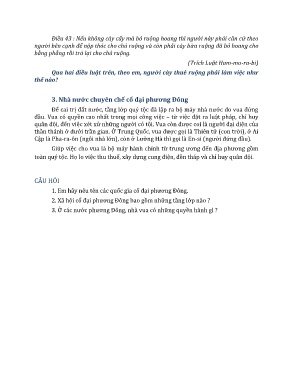 Điều 43 : Nếu không cày cấy mà bỏ ruộng hoang thì người này phải căn cứ theo
người bên cạnh để nộp thóc cho chủ ruộng và còn phải cày bừa ruộng đã bỏ hoang cho
bằng phẳng rồi trả lại cho chủ ruộng.
(Trích Luật Ham-mu-ra-bi)
Qua hai điều luật trên, theo em, người cày thuê ruộng phải làm việc như
thế nào?
3. Nhà nước chuyên chế cổ đại phương Đông
Để cai trị đất nước, tầng lớp quý tộc đã lập ra bộ máy nhà nước do vua đứng
đầu. Vua có quyền cao nhất trong mọi công việc – từ việc đặt ra luật pháp, chỉ huy
quân đội, đến việc xét xử những người có tội. Vua còn được coi là người đại diện của
thần thánh ở dưới trần gian. Ở Trung Quốc, vua được gọi là Thiên tử (con trời), ở Ai
Cập là Pha-ra-ôn (ngôi nhà lớn), còn ở Lưỡng Hà thì gọi là En-si (người đứng đầu).
Giúp việc cho vua là bộ máy hành chính từ trung ương đến địa phương gồm
toàn quý tộc. Họ lo việc thu thuế, xây dựng cung điện, đền tháp và chỉ huy quân đội.
CÂU HỎI
1. Em hãy nêu tên các quốc gia cổ đại phương Đông.
2. Xã hội cổ đại phương Đông bao gồm những tầng lớp nào ?
3. Ở các nước phương Đông, nhà vua có những quyền hành gì ?